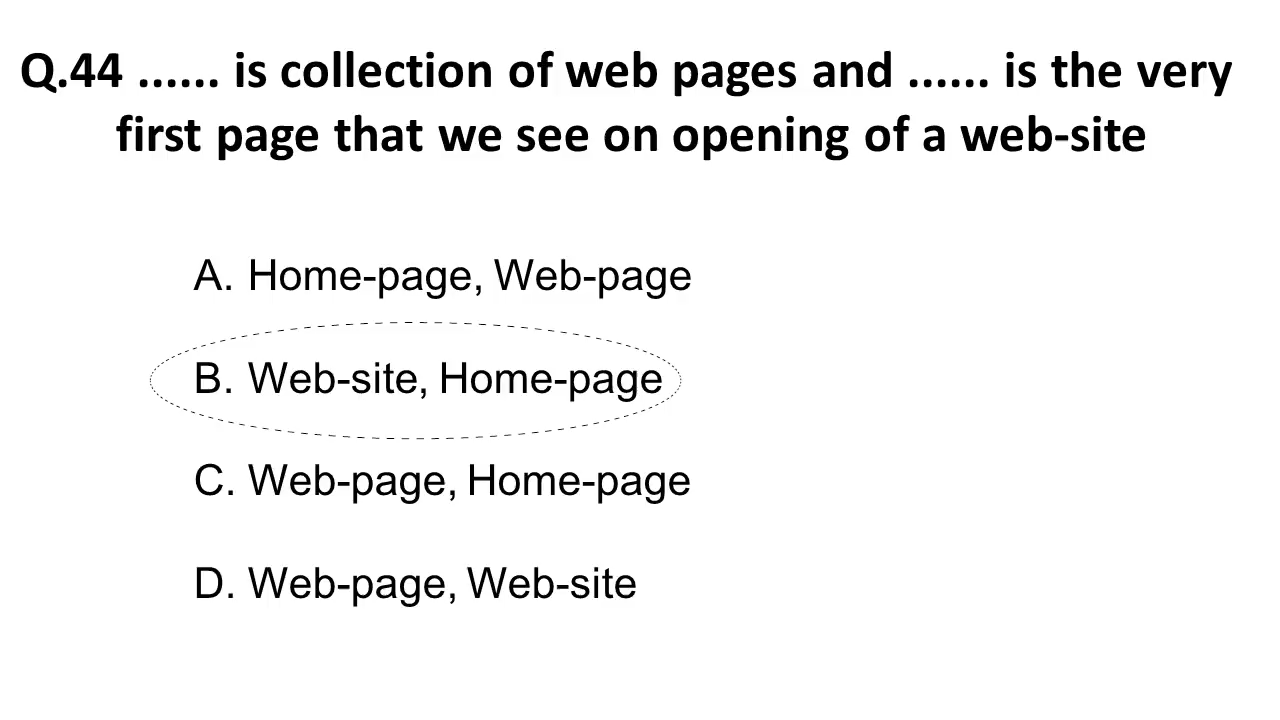 Q.44 ...... is collection of web pages and ...... is the very
first page that we see on opening of a web-site
A. Home-page, Web-page
B. Web-site, Home-page
C. Web-page, Home-page
D. Web-page, Web-site